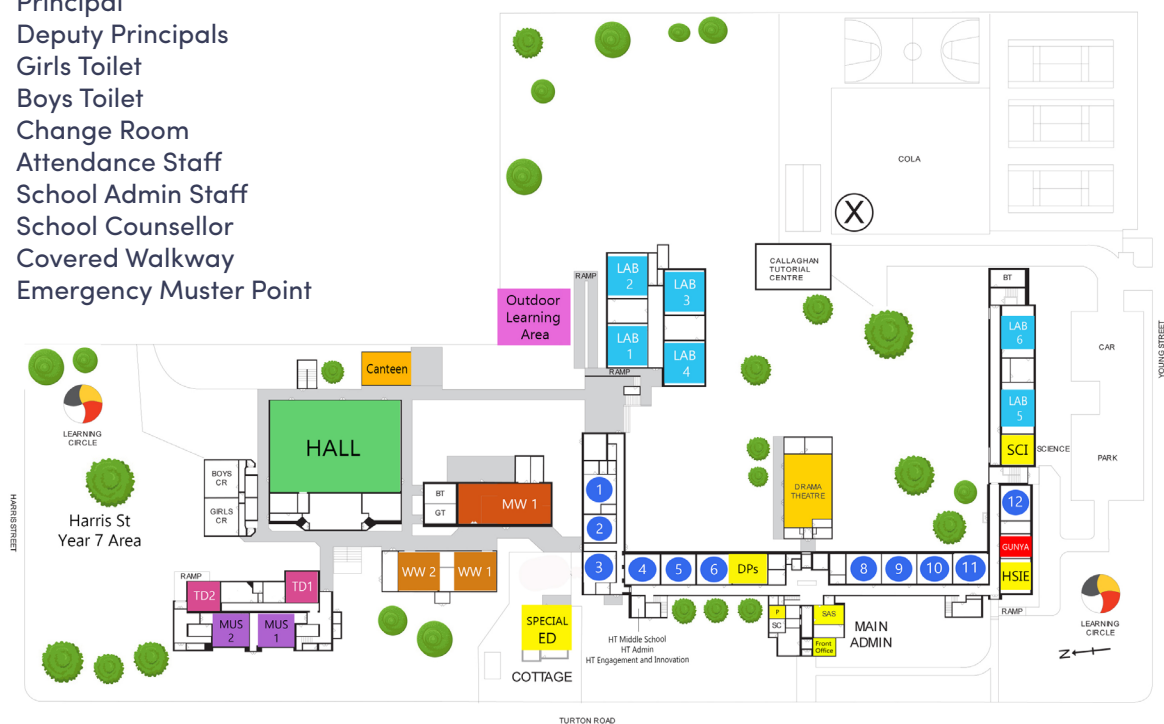 Principal
Deputy Principals
Girls Toilet
Boys Toilet
Change Room
Attendance Staff
School Admin Staff
School Counsellor
Covered Walkway
Emergency Muster Point
COLA
X
CALLAGHAN
TUTORIAL
CENTRE
BT
RAMP
LAB
2
LAB
3
LAB
1
LAB
4
RAMP
Outdoor
Learning
Area
LAB
6
LAB
5
SCI
SCIENCE
CAR
PARK
YOUNG STREET
Canteen
HALL
LEARNING
CIRCLE
BOYS
CR
GIRLS
CR
Harris St
Year 7 Area
HARRIS STREET
BT
GT
MW 1
WW 2
WW 1
1
2
3
4
5
6
DPs
DRAMA
THEATRE
8
9
10
11
12
GUNYA
HSIE
RAMP
RAMP
TD2
TD1
MUS
2
MUS
1
SPECIAL
ED
COTTAGE
HT Middle School
HT Admin
HT Engagement and Innovation
P
SC
SAS
Front
Office
MAIN
ADMIN
LEARNING
CIRCLE
N
TURTON ROAD